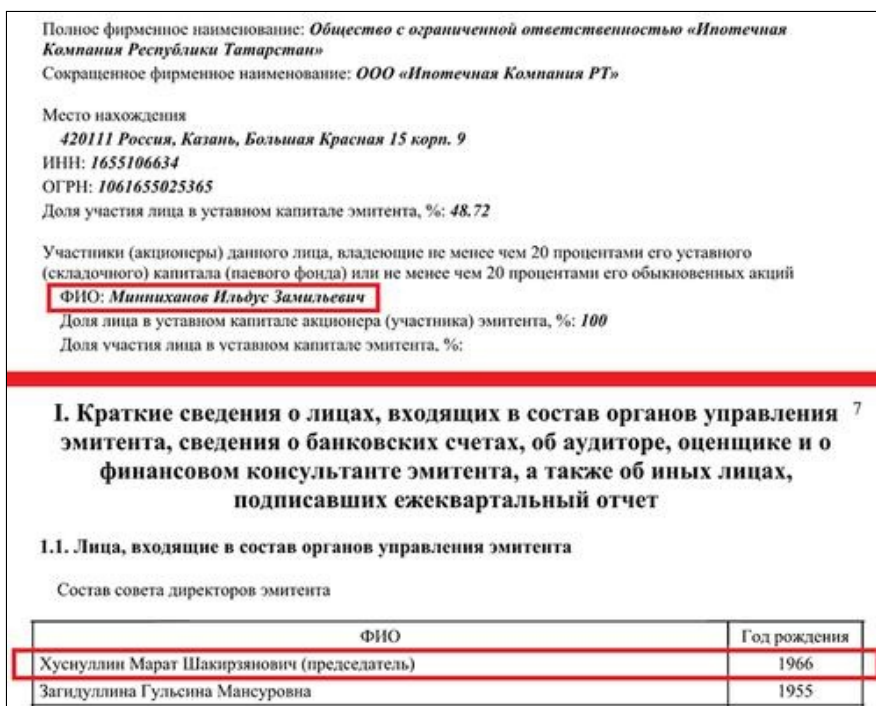 Полное фирменное наименование: Общество с ограниченной ответственностью «Ипотечная
Компания Республики Татарстан»
Сокращенное фирменное наименование: ООО «Ипотечная Компания РТ»
Место нахождения
420111 Россия, Казань, Большая Красная 15 корп. 9
ИНН: 1655106634
ОГРН: 1061655025365
Доля участия лица в уставном капитале эмитента, %: 48.72
Участники (акционеры) данного лица, владеющие не менее чем 20 процентами его уставного
(складочного) капитала (паевого фонда) или не менее чем 20 процентами его обыкновенных акций
ФИО: Минниханов Ильдус Замильевич
Доля лица в уставном капитале акционера (участника) эмитента, %: 100
Доля участия лица в уставном капитале эмитента, %:
I. Краткие сведения о лицах, входящих в состав органов управления 7
эмитента, сведения о банковских счетах, об аудиторе, оценщике и о
финансовом консультанте эмитента, а также об иных лицах,
подписавших ежеквартальный отчет
1.1. Лица, входящие в состав органов управления эмитента
Состав совета директоров эмитента
ФИО Год рождения
Хуснуллин Марат Шакирзянович (председатель) 1966
Загидуллина Гульсина Мансуровна 1955